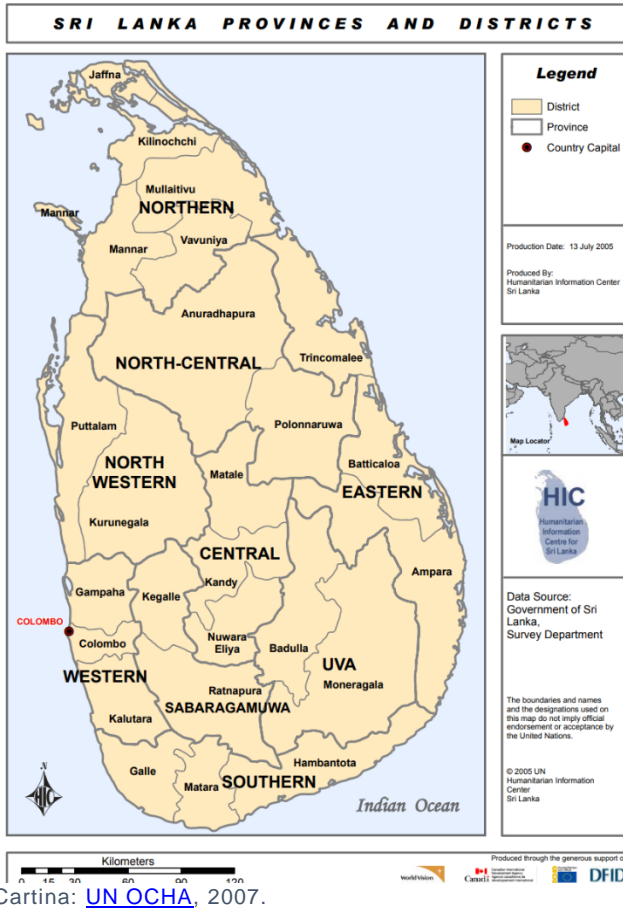 SRI LANKA PROVINCES AND DISTRICTS
Jaffna
Kilinochchi
Mullaitivu
NORTHERN
Mannar
Vavuniya
Mannar
Anuradhapura
NORTH-CENTRAL
Trincomalee
Puttalam
Polonnaruwa
NORTH
WESTERN
Matale
Batticaloa
EASTERN
Kurunegala
CENTRAL
Ampara
Gampaha
Kegalle
Kandy
COLOMBO
Colombo
Nuwara
Eliya
Badulla
UVA
WESTERN
Moneragala
Ratnapura
SABARAGAMUWA
Kalutara
Galle
Matara
SOUTHERN
Hambantota
Indian Ocean
N
HIC
Legend
District
Province
Country Capital
Production Date: 13 July 2005
Produced By:
Humanitarian Information Center
Sri Lanka
Map Locator
HIC
Humanitarian
Information
Centre for
Sri Lanka
Data Source:
Government of Sri
Lanka,
Survey Department
The boundaries and names
and the designations used on
this map do not imply official
endorsement or acceptance by
the United Nations.
© 2005 UN
Humanitarian Information
Center
Sri Lanka
Kilometers
0 15 30 60 90 120
Produced through the generous support of
World Vision
Canada
DFID
Cartina: UN OCHA, 2007.